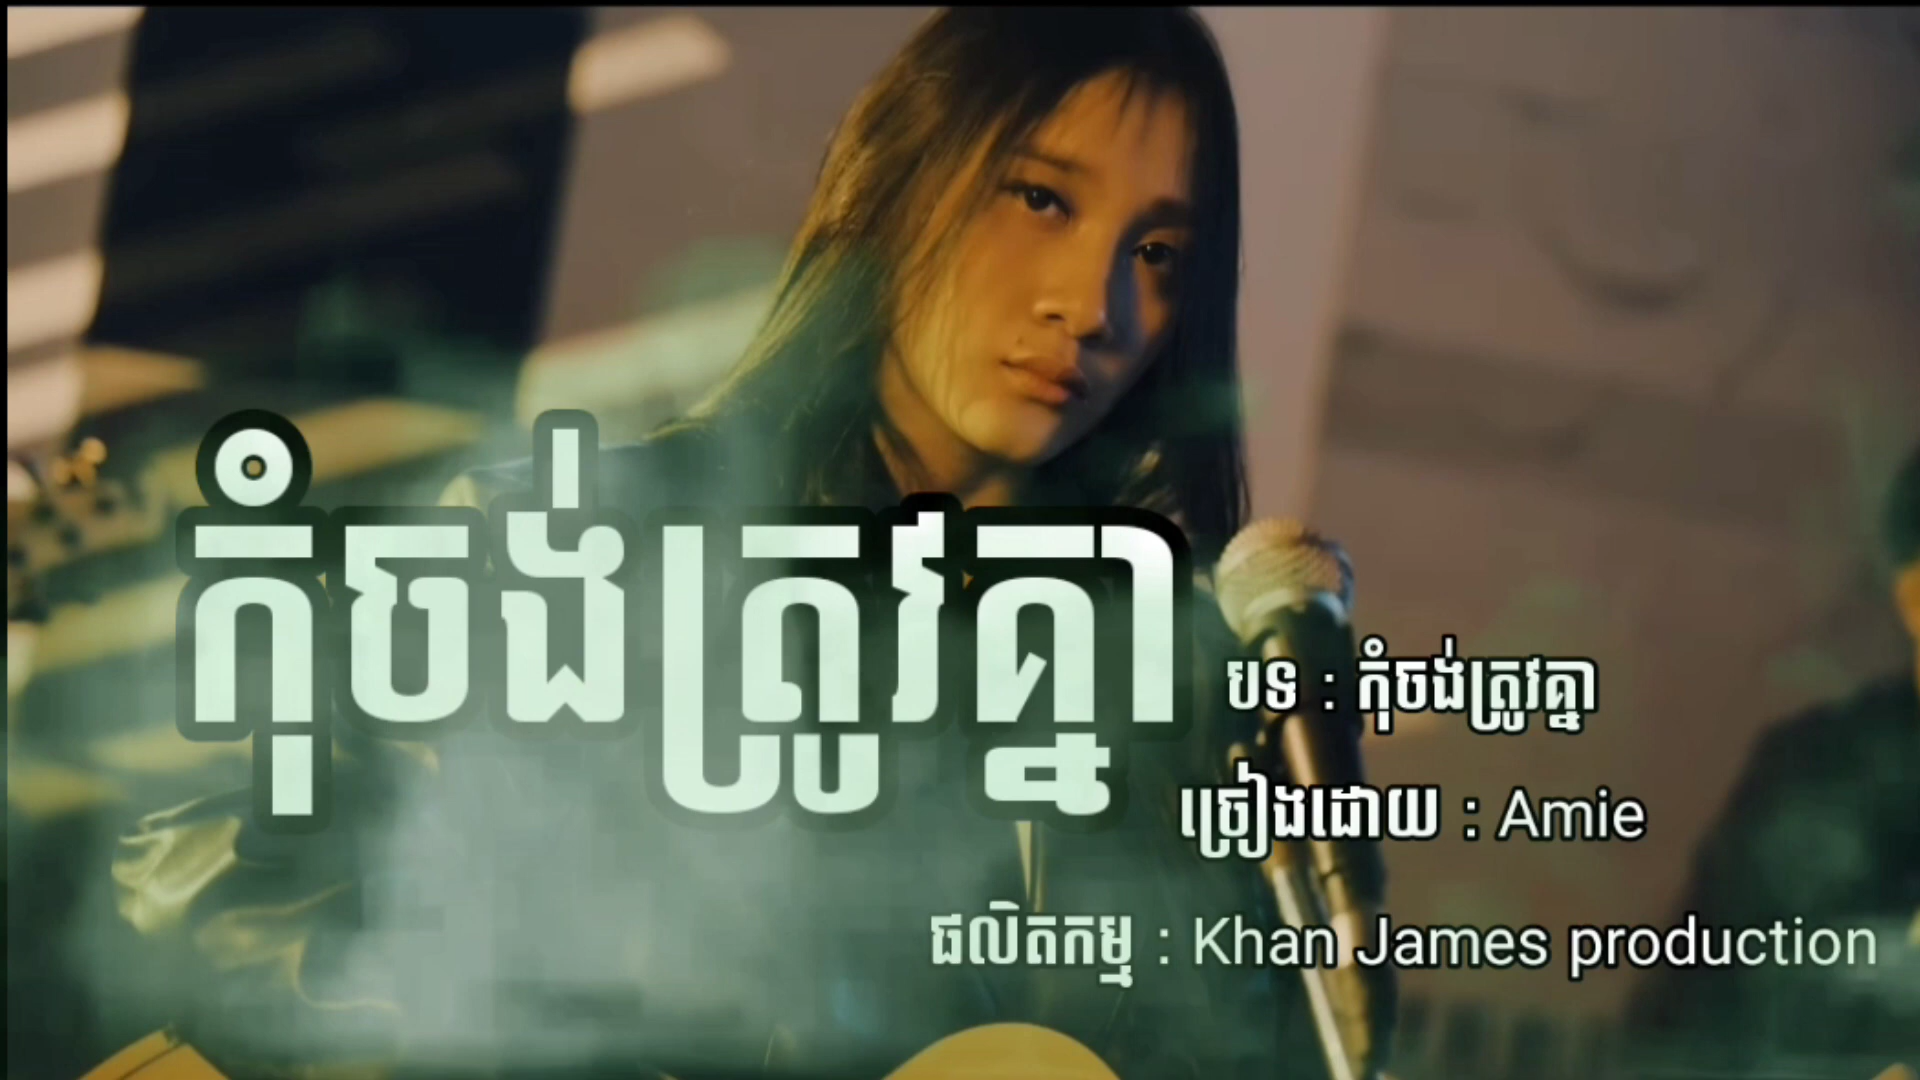 កុំចង់ត្រូវគ្នា
បទ : កុំចង់ត្រូវគ្នា
ច្រៀងដោយ : Amie
ផលិតកម្ម : Khan James production